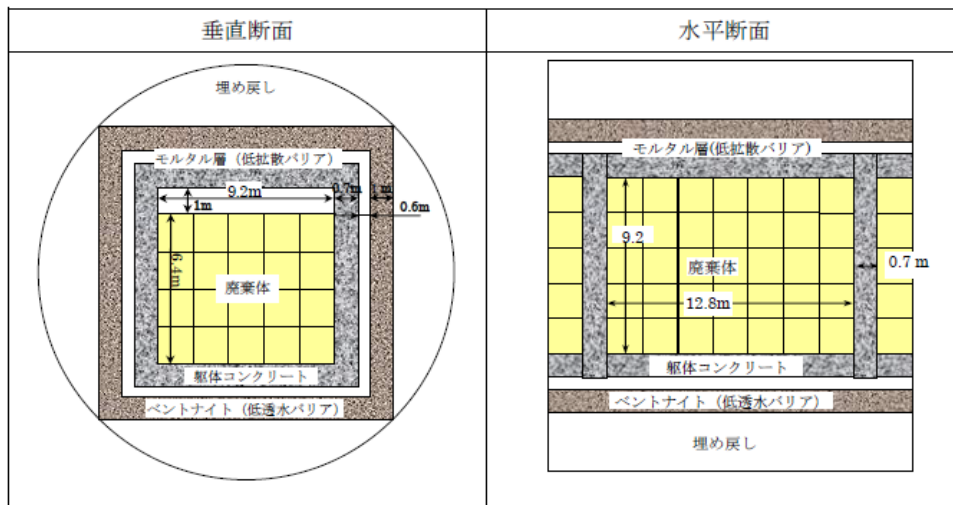 垂直断面
水平断面
埋め戻し
モルタル層（低拡散バリア）
9.2m
0.7m
1m
1m
0.6m
6.4m
廃棄体
躯体コンクリート
ベントナイト（低透水バリア）
モルタル層(低拡散バリア)
9.2
廃棄体
0.7 m
12.8m
躯体コンクリート
ベントナイト（低透水バリア）
埋め戻し